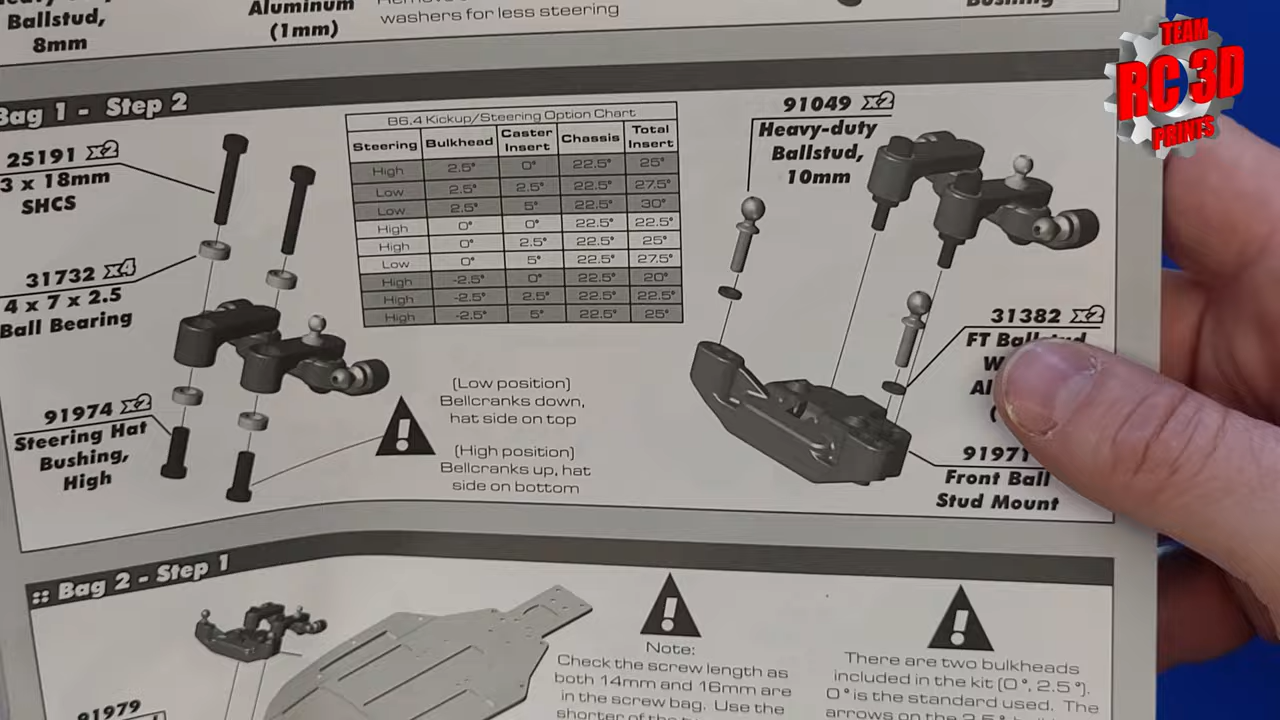 Ballstud,
8mm
Aluminum
(1mm)
washers for less steering
TEAM
RC 3D
PRINTS
Bag 1 - Step 2
25191 x2
3 x 18mm
SHCS
31732 x4
4 x 7 x 2.5
Ball Bearing
91974 x2
Steering Hat
Bushing,
High
B6.4 Kickup/Steering Option Chart
Steering Bulkhead Caster Insert Chassis Total Insert
High 2.5° 0° 22.5° 25°
Low 2.5° 2.5° 22.5° 27.5°
Low 2.5° 5° 22.5° 30°
High 0° 0° 22.5° 22.5°
High 0° 2.5° 22.5° 25°
Low 0° 5° 22.5° 27.5°
High -2.5° 0° 22.5° 20°
High -2.5° 2.5° 22.5° 22.5°
High -2.5° 5° 22.5° 25°
(Low position)
Bellcranks down,
hat side on top
(High position)
Bellcranks up, hat
side on bottom
91049 x2
Heavy-duty
Ballstud,
10mm
31382 x2
FT Ballstud
91971
Front Ball
Stud Mount
:: Bag 2 - Step 1
91979
Note:
Check the screw length as
both 14mm and 16mm are
in the screw bag. Use the
There are two bulkheads
included in the kit (0°, 2.5°).
0° is the standard used. The